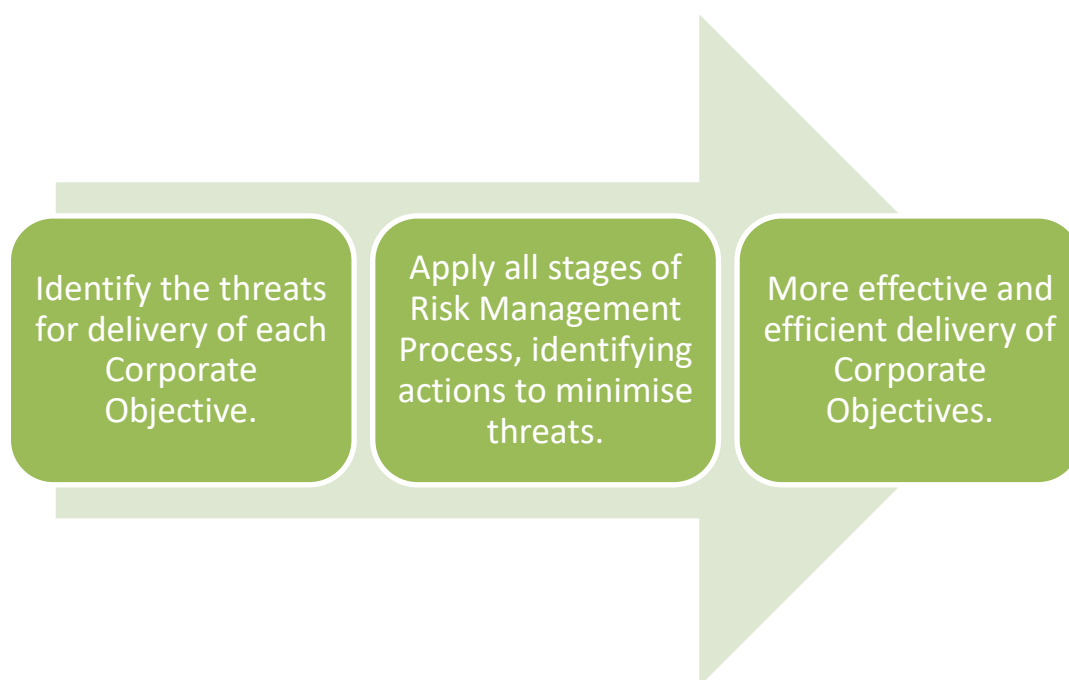 Identify the threats
for delivery of each
Corporate
Objective.
Apply all stages of
Risk Management
Process, identifying
actions to minimise
threats.
More effective and
efficient delivery of
Corporate
Objectives.